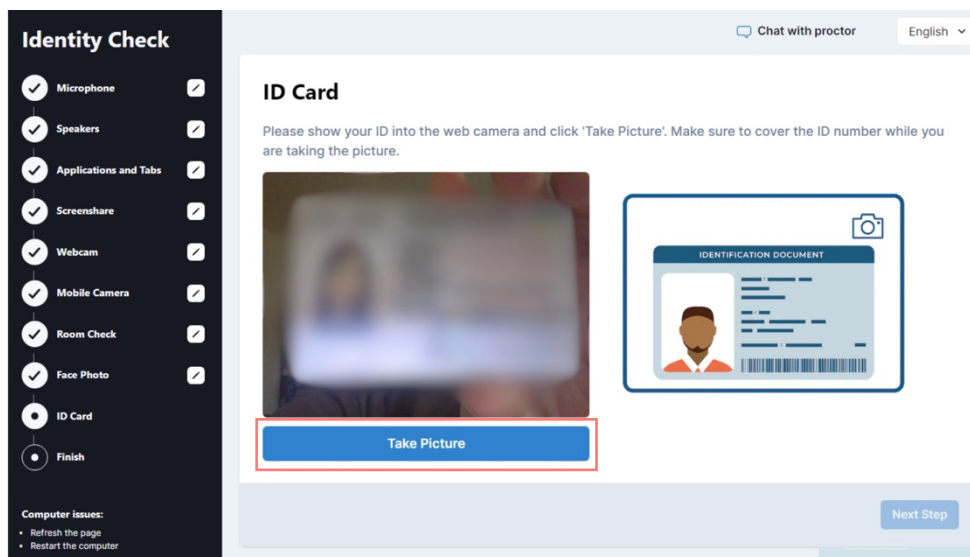 Identity Check
Microphone
Speakers
Applications and Tabs
Screenshare
Webcam
Mobile Camera
Room Check
Face Photo
ID Card
Finish
Computer issues:
Refresh the page
Restart the computer
Chat with proctor
English
ID Card
Please show your ID into the web camera and click 'Take Picture'. Make sure to cover the ID number while you
are taking the picture.
IDENTIFICATION DOCUMENT
Take Picture
Next Step